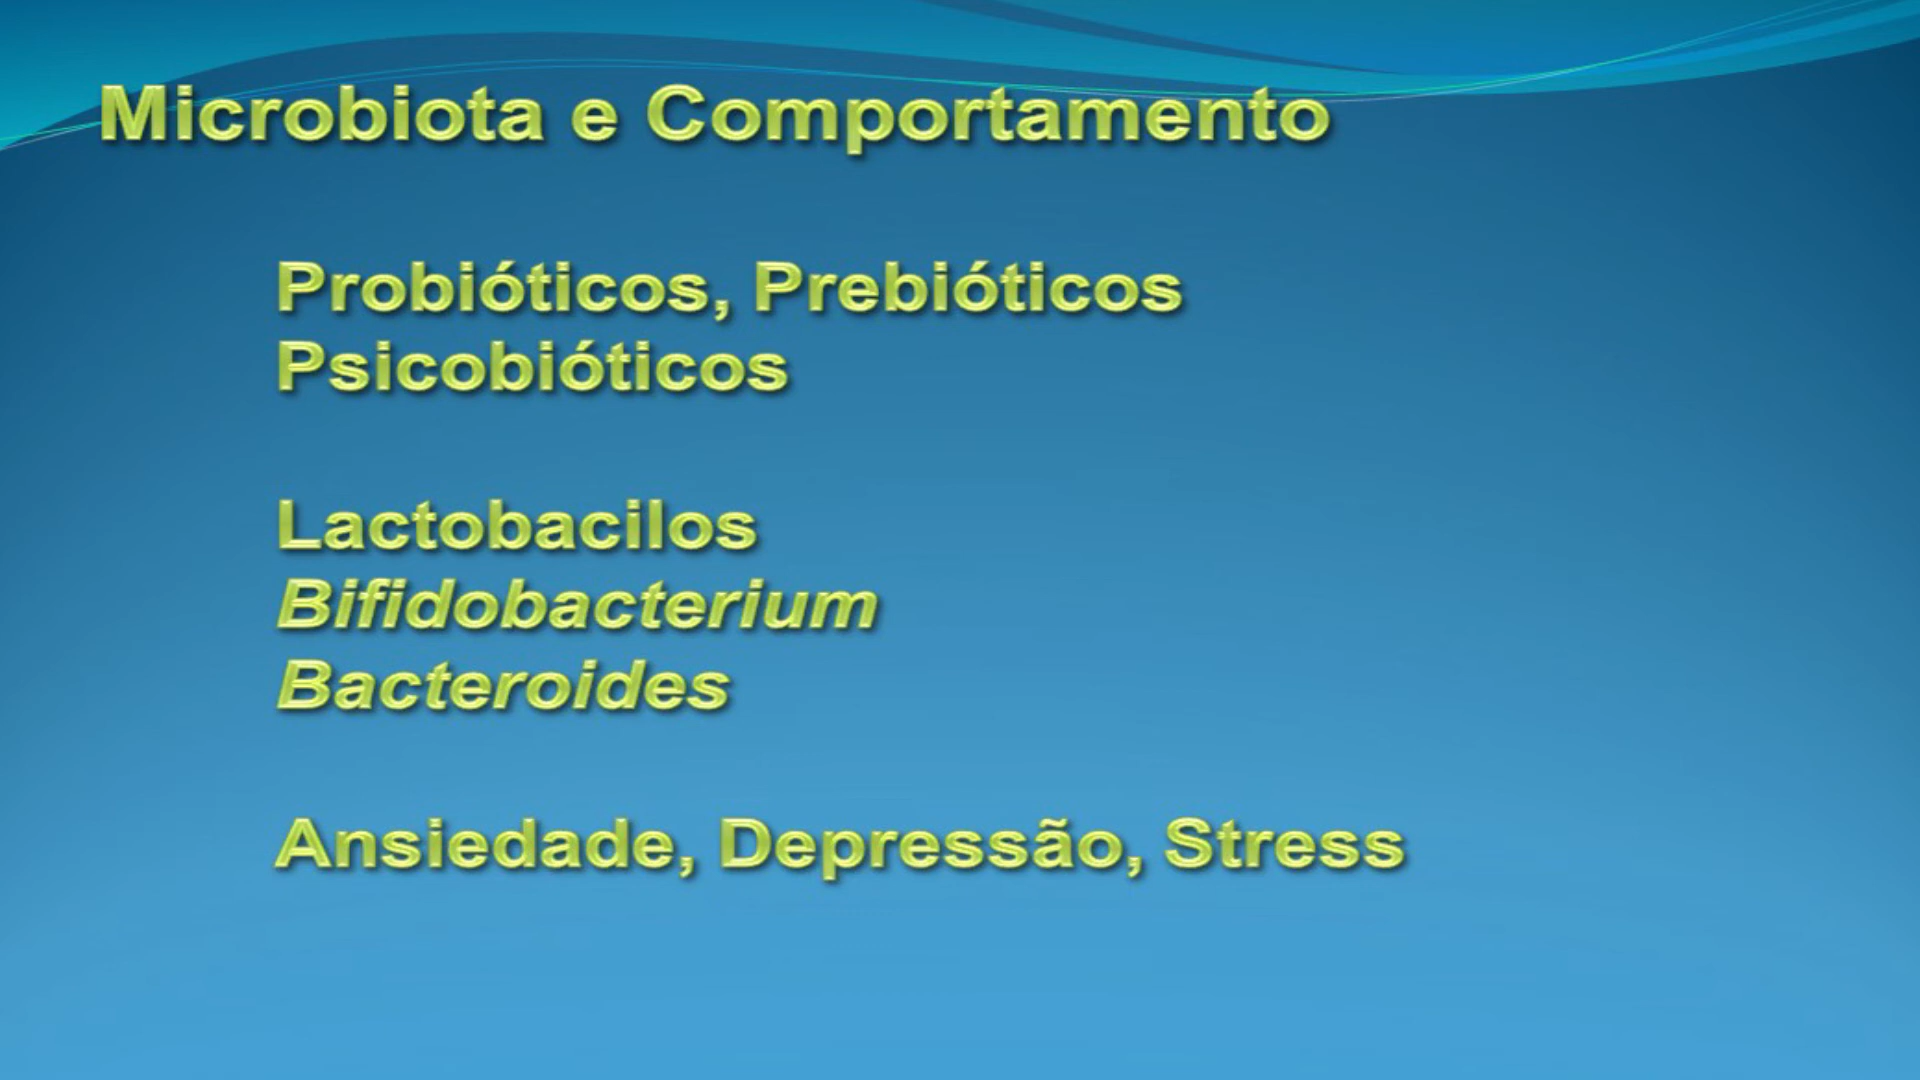 Microbiota e Comportamento
Probióticos, Prebióticos
Psicobióticos
Lactobacilos
Bifidobacterium
Bacteroides
Ansiedade, Depressão, Stress